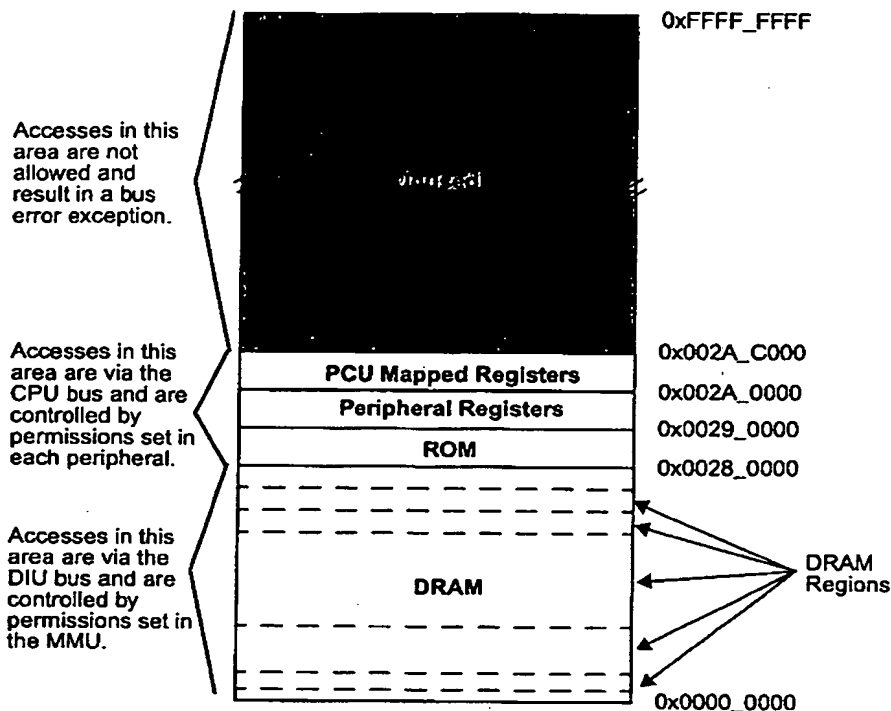 0xFFFF_FFFF
Accesses in this
area are not
allowed and
result in a bus
error exception.
Accesses in this
area are via the
CPU bus and are
controlled by
permissions set in
each peripheral.
PCU Mapped Registers
Peripheral Registers
ROM
0x002A_C000
0x002A_0000
0x0029_0000
0x0028_0000
Accesses in this
area are via the
DIU bus and are
controlled by
permissions set in
the MMU.
DRAM
DRAM
Regions
0x0000_0000